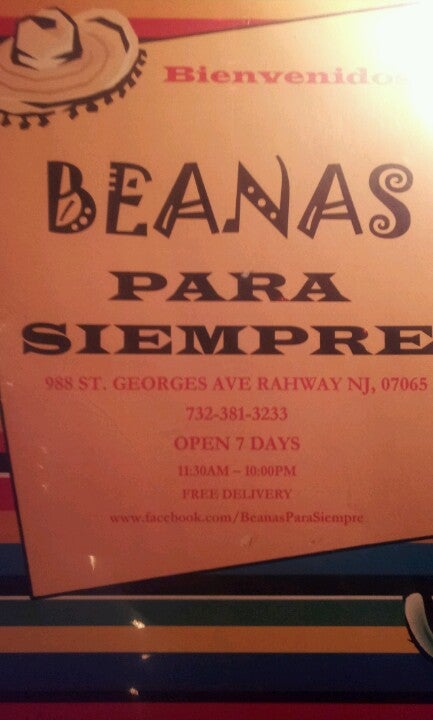 Bienvenidos
BEANAS
PARA
SIEMPRE
988 ST. GEORGES AVE RAHWAY NJ, 07065
732-381-3233
OPEN 7 DAYS
11:30AM – 10:00PM
FREE DELIVERY
www.facebook.com/BeanasParaSiempre